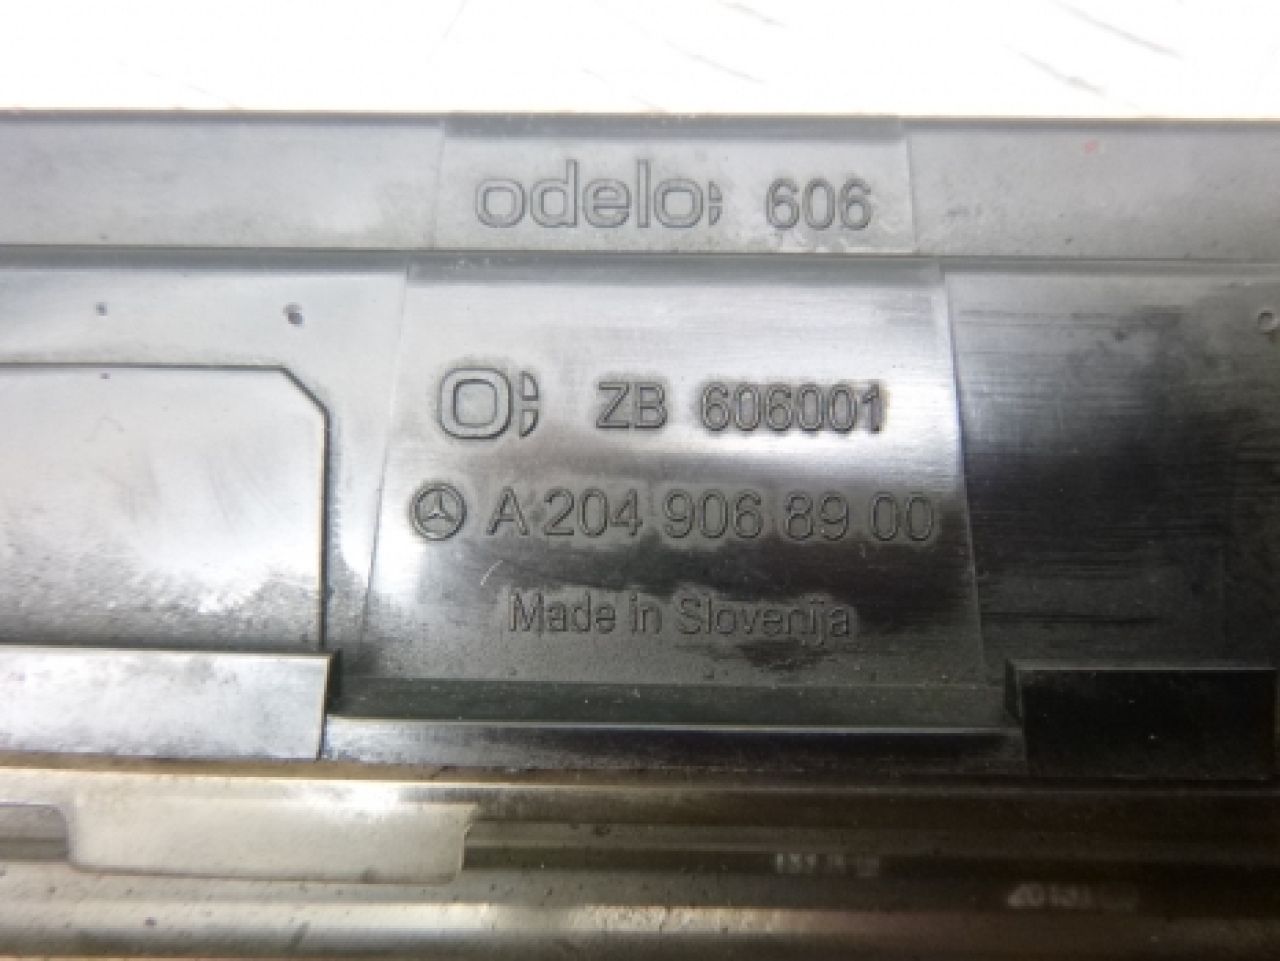 odelo 606
ZB 606001
A 204 906 89 00
Made in Slovenija